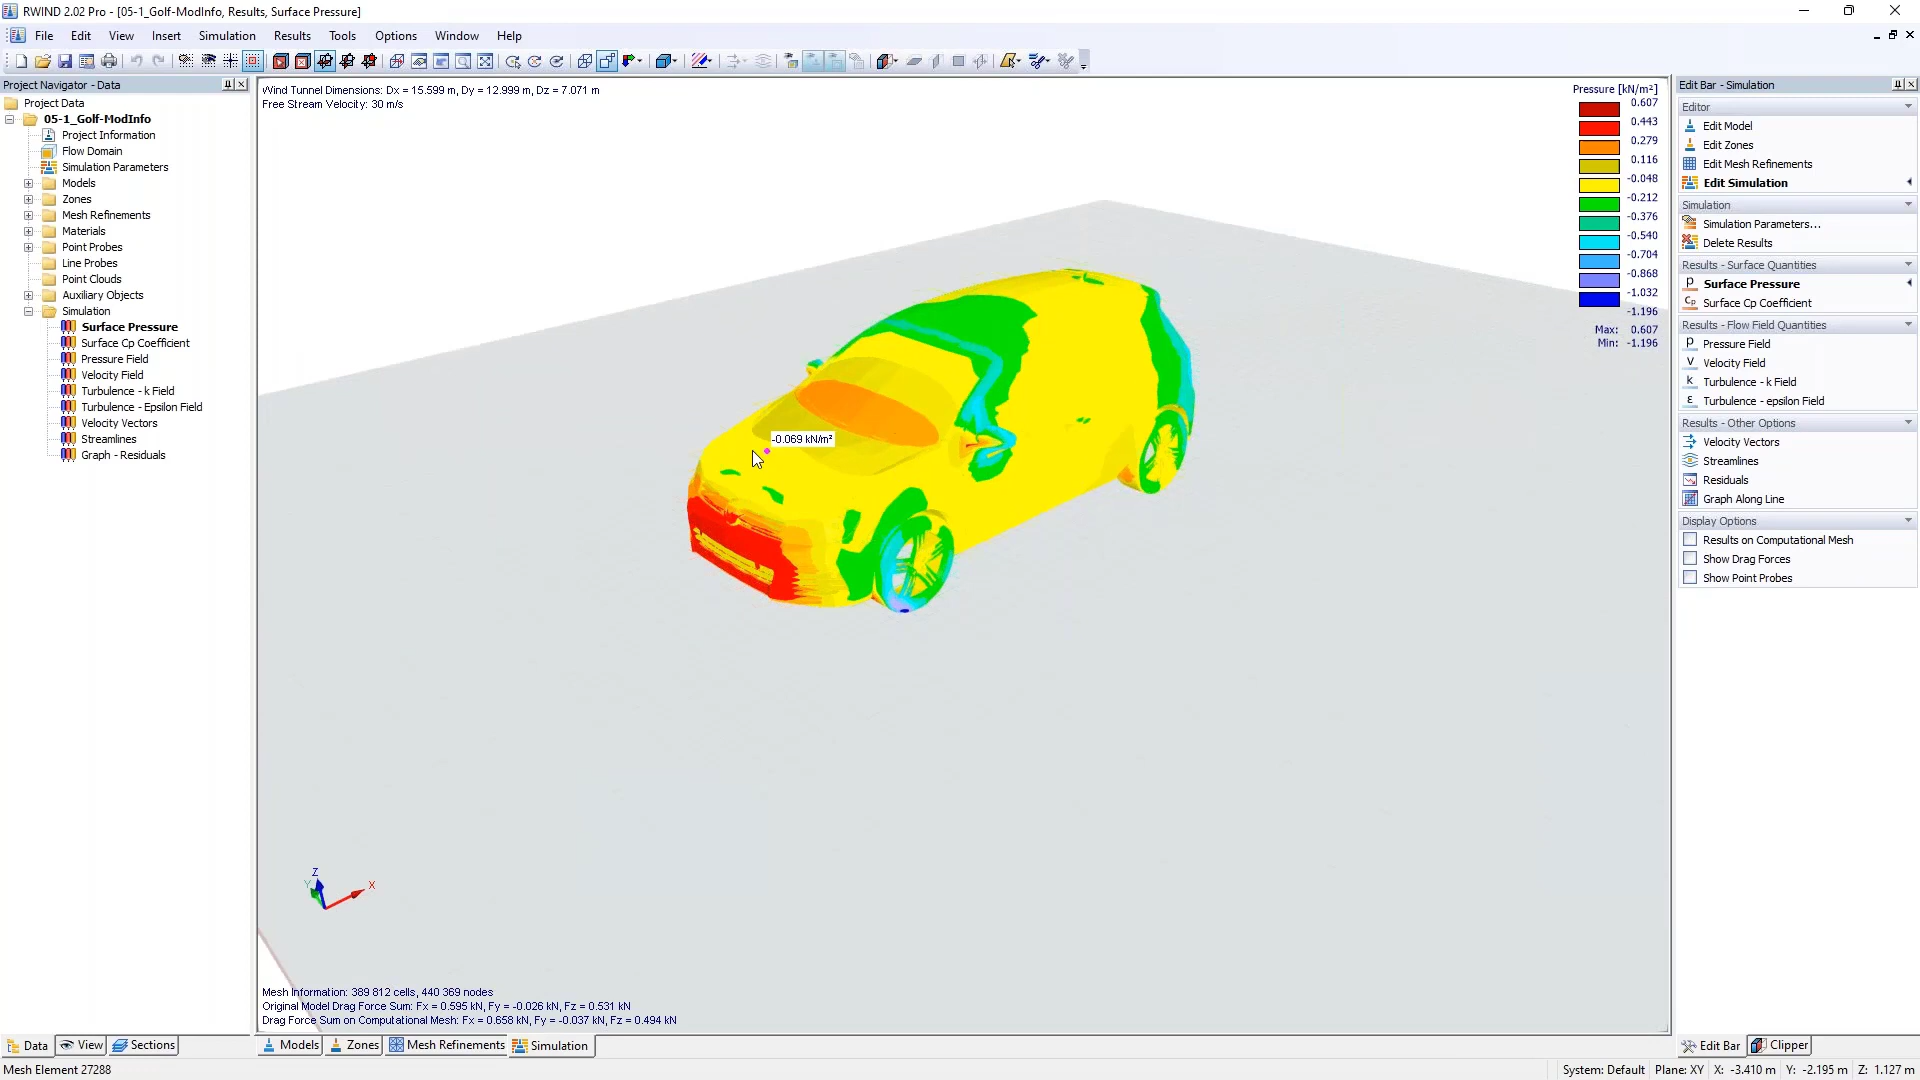 RWIND 2.02 Pro - [05-1_Golf-ModInfo, Results, Surface Pressure]
File Edit View Insert Simulation Results Tools Options Window Help
Project Navigator - Data
Project Data
05-1_Golf-ModInfo
Project Information
Flow Domain
Simulation Parameters
Models
Zones
Mesh Refinements
Materials
Point Probes
Line Probes
Point Clouds
Auxiliary Objects
Simulation
Surface Pressure
Surface Cp Coefficient
Pressure Field
Velocity Field
Turbulence - k Field
Turbulence - Epsilon Field
Velocity Vectors
Streamlines
Graph - Residuals
Data View Sections
Wind Tunnel Dimensions: Dx = 15.599 m, Dy = 12.999 m, Dz = 7.071 m
Free Stream Velocity: 30 m/s
Pressure [kN/m²]
0.607
0.443
0.279
0.116
-0.048
-0.212
-0.376
-0.540
-0.704
-0.868
-1.032
-1.196
Max: 0.607
Min: -1.196
-0.069 kN/m²
Z
Y
X
Mesh Information: 389 812 cells, 440 369 nodes
Original Model Drag Force Sum: Fx = 0.595 kN, Fy = -0.026 kN, Fz = 0.531 kN
Drag Force Sum on Computational Mesh: Fx = 0.658 kN, Fy = -0.037 kN, Fz = 0.494 kN
Models Zones Mesh Refinements Simulation
Edit Bar - Simulation
Editor
Edit Model
Edit Zones
Edit Mesh Refinements
Edit Simulation
Simulation
Simulation Parameters...
Delete Results
Results - Surface Quantities
P Surface Pressure
Cp Surface Cp Coefficient
Results - Flow Field Quantities
P Pressure Field
V Velocity Field
K Turbulence - k Field
ε Turbulence - epsilon Field
Results - Other Options
Velocity Vectors
Streamlines
Residuals
Graph Along Line
Display Options
Results on Computational Mesh
Show Drag Forces
Show Point Probes
Edit Bar Clipper
Mesh Element 27288
System: Default Plane: XY X: -3.410 m Y: -2.195 m Z: 1.127 m